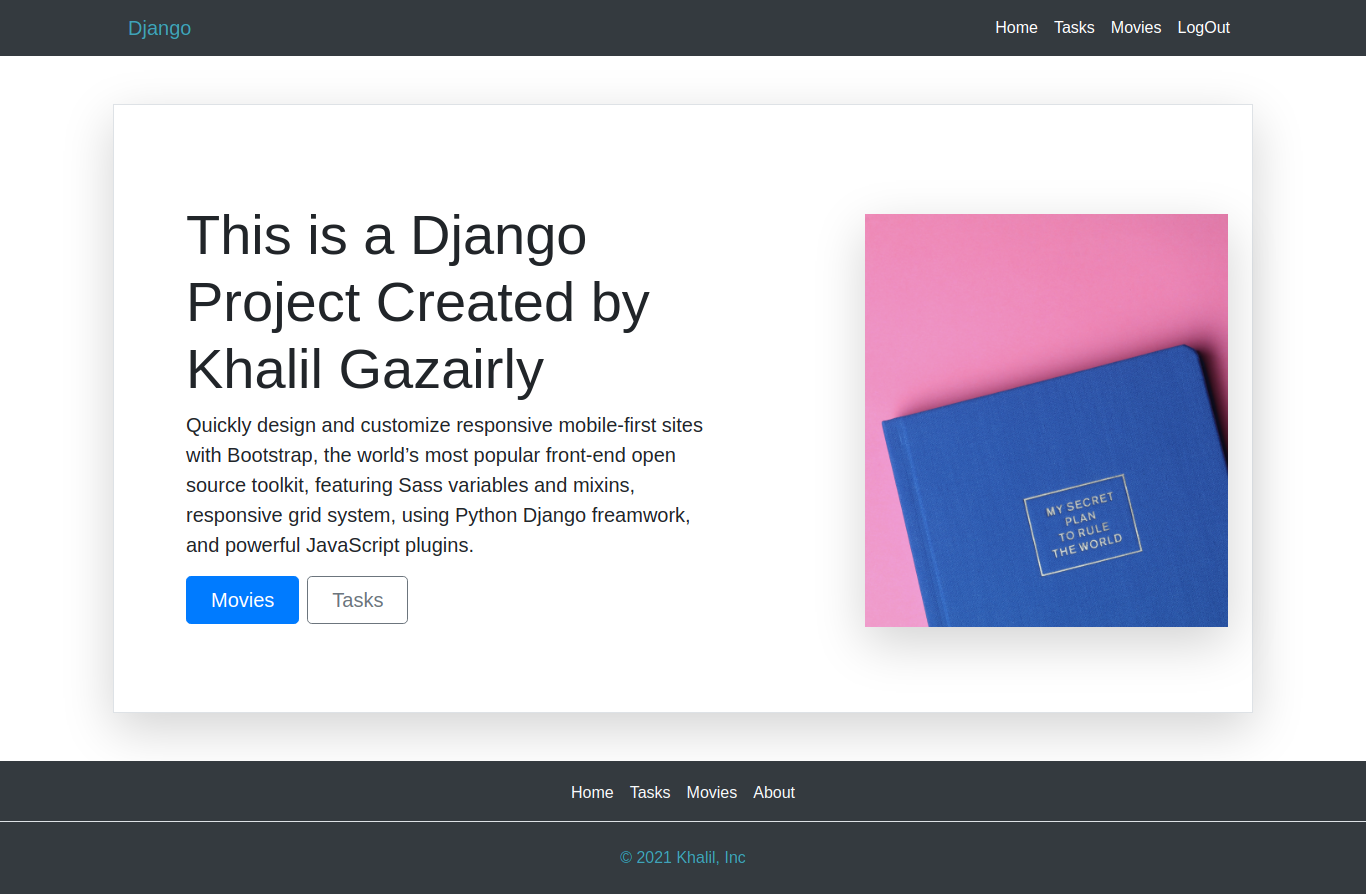 Django
Home Tasks Movies LogOut
This is a Django
Project Created by
Khalil Gazairly
Quickly design and customize responsive mobile-first sites
with Bootstrap, the world’s most popular front-end open
source toolkit, featuring Sass variables and mixins,
responsive grid system, using Python Django freamwork,
and powerful JavaScript plugins.
Movies Tasks
MY SECRET
PLAN
TO RULE
THE WORLD
Home Tasks Movies About
© 2021 Khalil, Inc